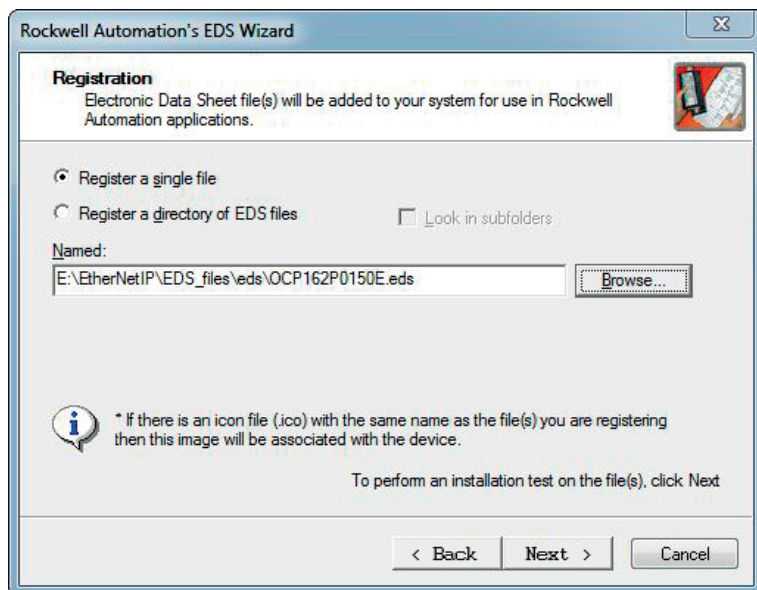 Rockwell Automation's EDS Wizard
Registration
Electronic Data Sheet file(s) will be added to your system for use in Rockwell
Automation applications.
Register a single file
Register a directory of EDS files
Look in subfolders
Named:
E:\EtherNetIP\EDS_files\eds\OCP162P0150E.eds
Browse...
* If there is an icon file (.ico) with the same name as the file(s) you are registering
then this image will be associated with the device.
To perform an installation test on the file(s), click Next
< Back
Next >
Cancel